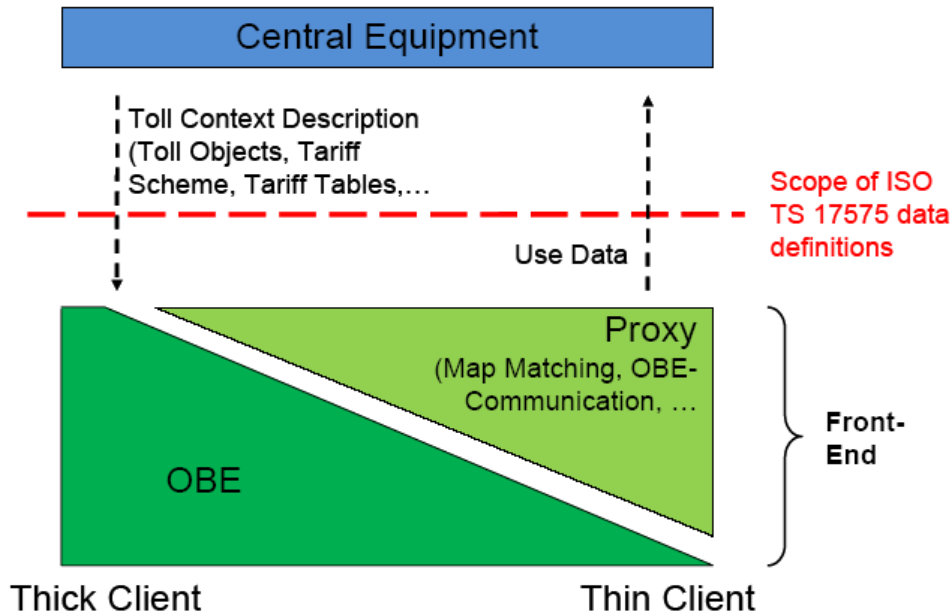 Central Equipment
Toll Context Description
(Toll Objects, Tariff
Scheme, Tariff Tables,…
Scope of ISO
TS 17575 data
definitions
Use Data
Proxy
(Map Matching, OBE-
Communication, …
Front-
End
OBE
Thick Client
Thin Client